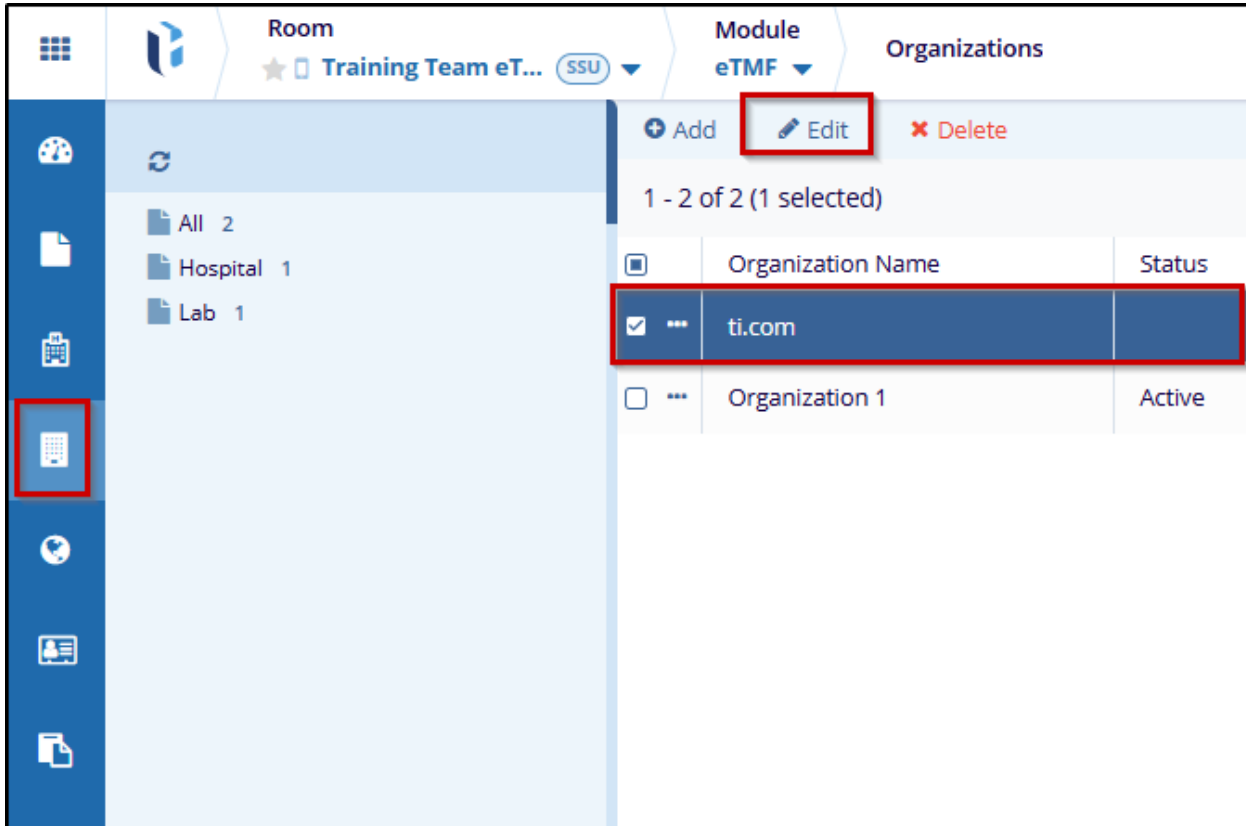 Room
Training Team eT... SSU
Module
eTMF
Organizations
Add Edit Delete
1 - 2 of 2 (1 selected)
All 2
Hospital 1
Lab 1
Organization Name Status
ti.com
Organization 1 Active